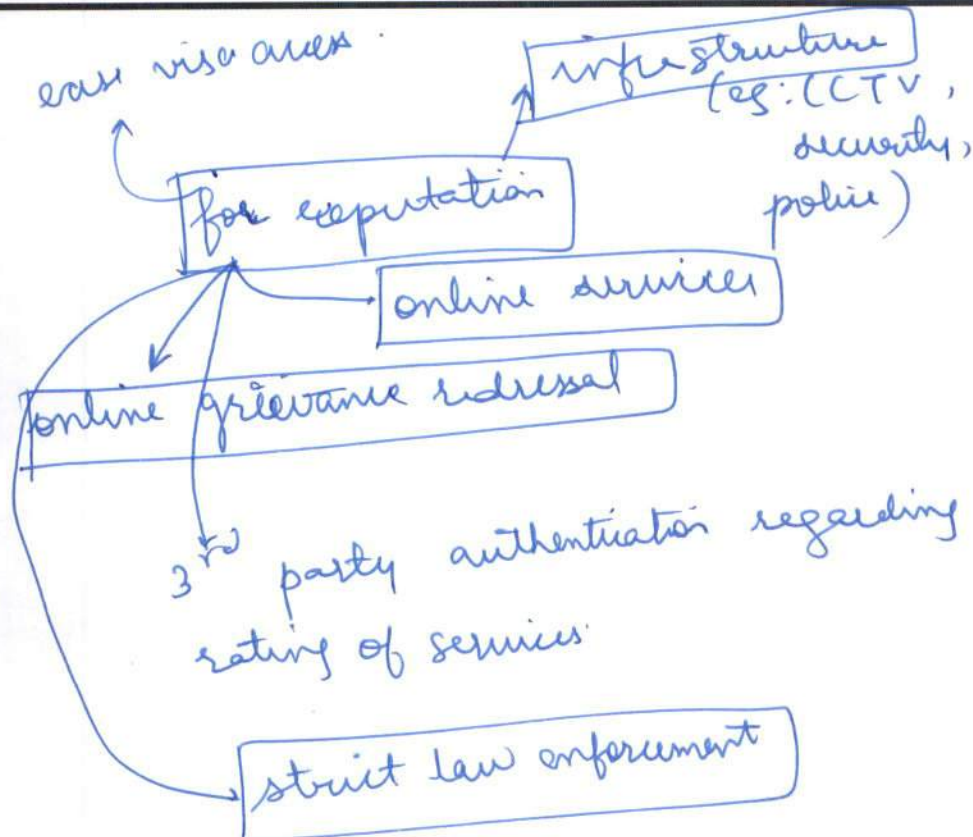 ease visa access.
infrastructure
(eg: CCTV,
security,
police)
for reputation
online services
online grievance redressal
3rd party authentication regarding
rating of services
strict law enforcement